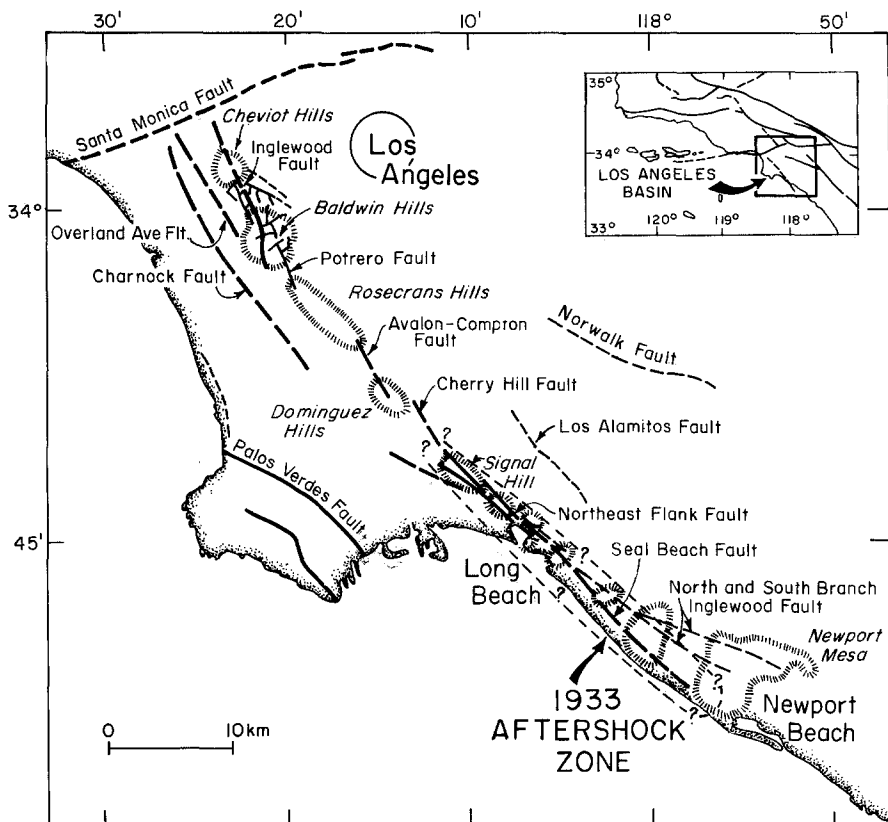 30'
20'
10'
118°
50'
35°
34°
33°
120°
119°
118°
LOS ANGELES
BASIN
Santa Monica Fault
Cheviot Hills
Inglewood
Fault
Los
Angeles
34°
Baldwin Hills
Overland Ave Flt.
Potrero Fault
Charnock Fault
Rosecrans Hills
Avalon-Compton
Fault
Norwalk Fault
Cherry Hill Fault
Dominguez
Hills
Los Alamitos Fault
?
?
Signal
Hill
Palos Verdes Fault
Northeast Flank Fault
45'
?
Seal Beach Fault
Long
Beach
?
North and South Branch
Inglewood Fault
Newport
Mesa
?
?
1933
AFTERSHOCK
ZONE
Newport
Beach
0
10 km